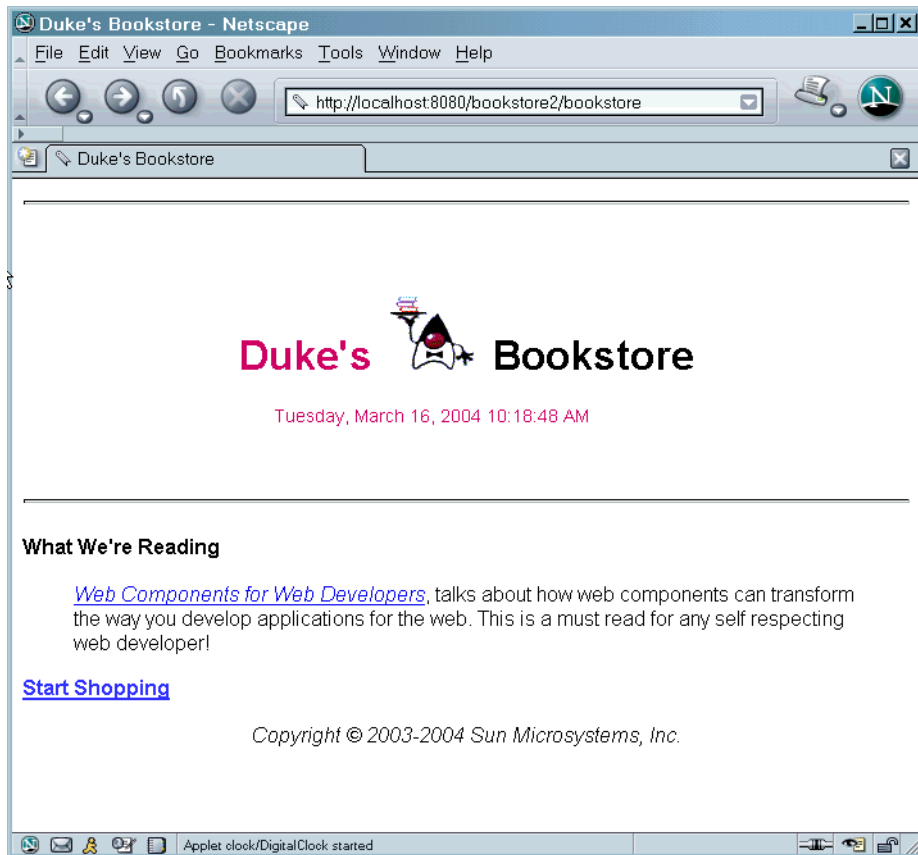 Duke's Bookstore - Netscape
File Edit View Go Bookmarks Tools Window Help
http://localhost:8080/bookstore2/bookstore
N
Duke's Bookstore
Duke's Bookstore
Tuesday, March 16, 2004 10:18:48 AM
What We're Reading
Web Components for Web Developers, talks about how web components can transform
the way you develop applications for the web. This is a must read for any self respecting
web developer!
Start Shopping
Copyright © 2003-2004 Sun Microsystems, Inc.
Applet clock/DigitalClock started